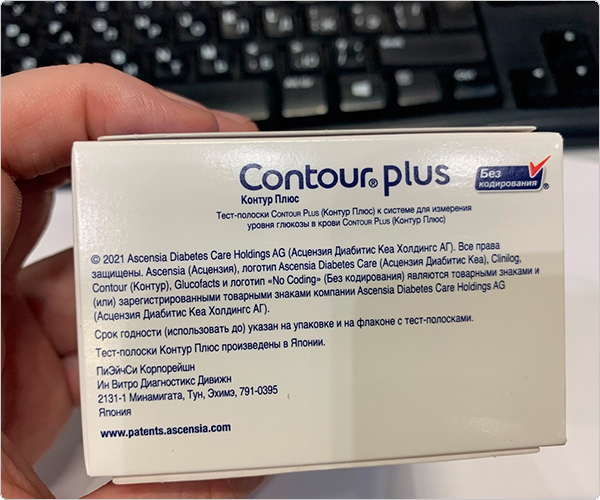 Contour® plus
Без
кодирования®
Контур Плюс
Тест-полоски CONTOUR PLUS (Контур Плюс) к системе для измерения
уровня глюкозы в крови CONTOUR PLUS (Контур Плюс)
© 2021 Ascensia Diabetes Care Holdings AG (Асцензия Диабитис Кеа Холдингс АГ). Все права
защищены. Ascensia (Асцензия), логотип Ascensia Diabetes Care (Асцензия Диабитис Кеа), Clinilog,
Contour (Контур), Glucofacts и логотип «No Coding» (Без кодирования) являются товарными знаками и
(или) зарегистрированными товарными знаками компании Ascensia Diabetes Care Holdings AG
(Асцензия Диабитис Кеа Холдингс АГ).
Срок годности (использовать до) указан на упаковке и на флаконе с тест-полосками.
Тест-полоски Контур Плюс произведены в Японии.
ПиЭйчСи Корпорейшн
Ин Витро Диагностикс Дивижн
2131-1 Минамигата, Тун, Эхимэ, 791-0395
Япония
www.patents.ascensia.com